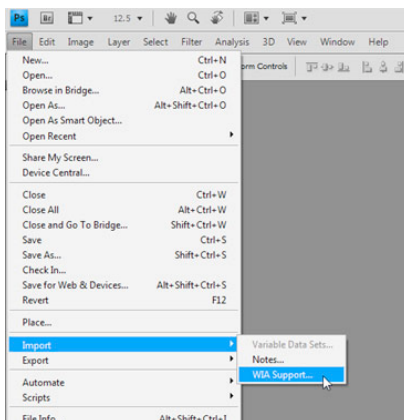 Ps Br 12.5
File Edit Image Layer Select Filter Analysis 3D View Window Help
New... Ctrl+N
orm Controls
Open... Ctrl+O
Browse in Bridge... Alt+Ctrl+O
Open As... Alt+Shift+Ctrl+O
Open As Smart Object...
Open Recent
Share My Screen...
Device Central...
Close Ctrl+W
Close All Alt+Ctrl+W
Close and Go To Bridge... Shift+Ctrl+W
Save Ctrl+S
Save As... Shift+Ctrl+S
Check In...
Save for Web & Devices... Alt+Shift+Ctrl+S
Revert F12
Place...
Import
Variable Data Sets...
Export
Notes...
WIA Support...
Automate
Scripts
File Info... Alt+Shift+Ctrl+I